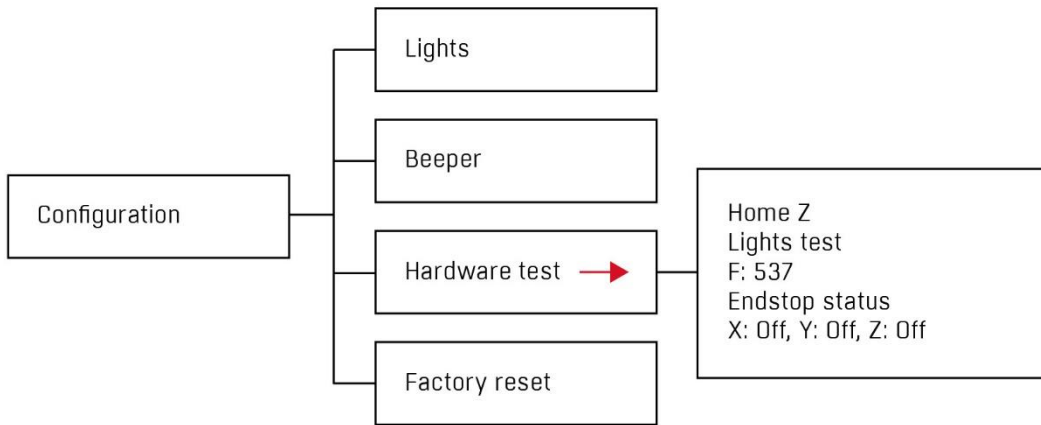 Configuration
Lights
Beeper
Hardware test
Factory reset
Home Z
Lights test
F: 537
Endstop status
X: Off, Y: Off, Z: Off